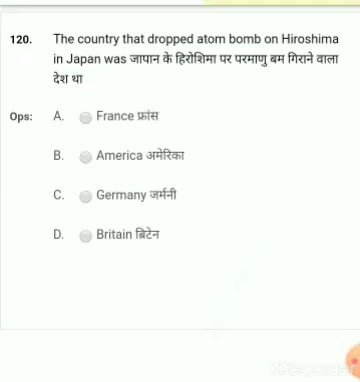 120. The country that dropped atom bomb on Hiroshima
in Japan was जापान के हिरोशिमा पर परमाणु बम गिराने वाला
देश था
Ops: A. France फ्रांस
B. America अमेरिका
C. Germany जर्मनी
D. Britain ब्रिटेन